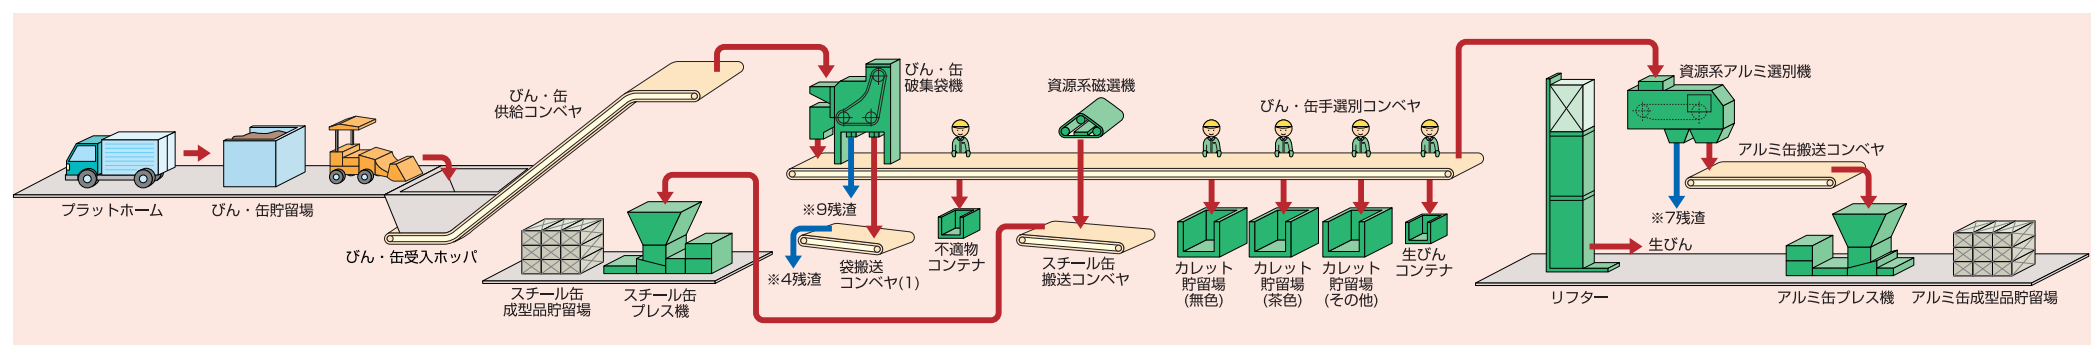 プラットホーム
びん・缶貯留場
びん・缶受入ホッパ
びん・缶
供給コンベヤ
スチール缶
成型品貯留場
スチール缶
プレス機
びん・缶
破集袋機
※9残渣
※4残渣
袋搬送
コンベヤ(1)
不適物
コンテナ
資源系磁選機
スチール缶
搬送コンベヤ
びん・缶手選別コンベヤ
カレット
貯留場
(無色)
カレット
貯留場
(茶色)
カレット
貯留場
(その他)
生びん
コンテナ
リフター
生びん
資源系アルミ選別機
※7残渣
アルミ缶搬送コンベヤ
アルミ缶プレス機
アルミ缶成型品貯留場